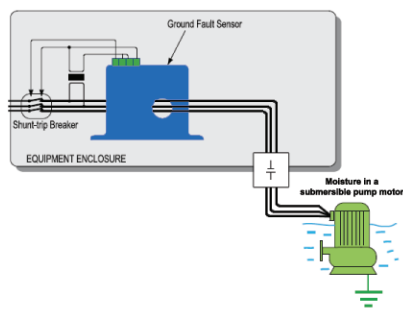 Ground Fault Sensor
Shunt-trip Breaker
EQUIPMENT ENCLOSURE
Moisture in a
submersible pump motor